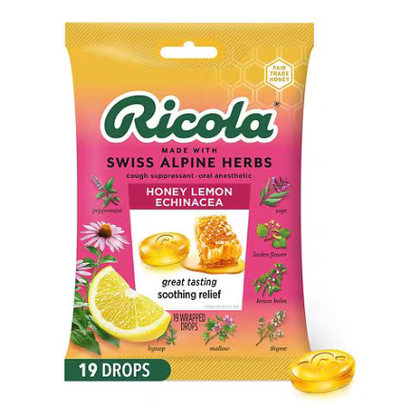 FAIR
TRADE
HONEY
Ricola
MADE WITH
SWISS ALPINE HERBS
cough suppressant · oral anesthetic
HONEY LEMON
ECHINACEA
peppermint
sage
linden flower
great tasting
soothing relief
lemon balm
19 WRAPPED
DROPS
hyssop
mallow
thyme
19 DROPS